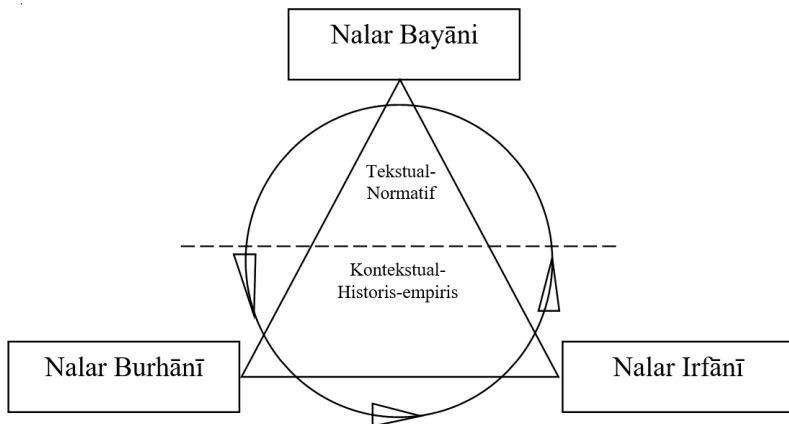 Nalar Bayāni
Tekstual-
Normatif
Kontekstual-
Historis-empiris
Nalar Burhānī
Nalar Irfānī